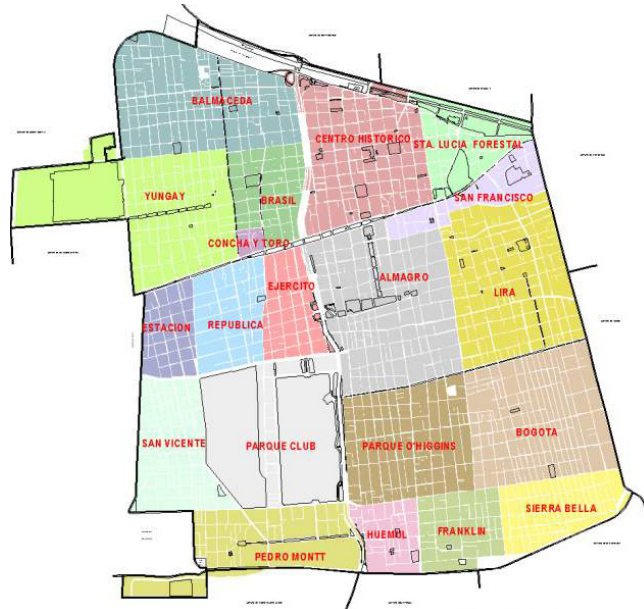 BALMACEDA
CENTRO HISTORICO
STA. LUCIA FORESTAL
YUNGAY
BRASIL
SAN FRANCISCO
CONCHA Y TORO
EJERCITO
ALMAGRO
LIRA
ESTACION
REPUBLICA
SAN VICENTE
PARQUE CLUB
PARQUE O'HIGGINS
BOGOTA
SIERRA BELLA
HUEMUL
FRANKLIN
PEDRO MONTT